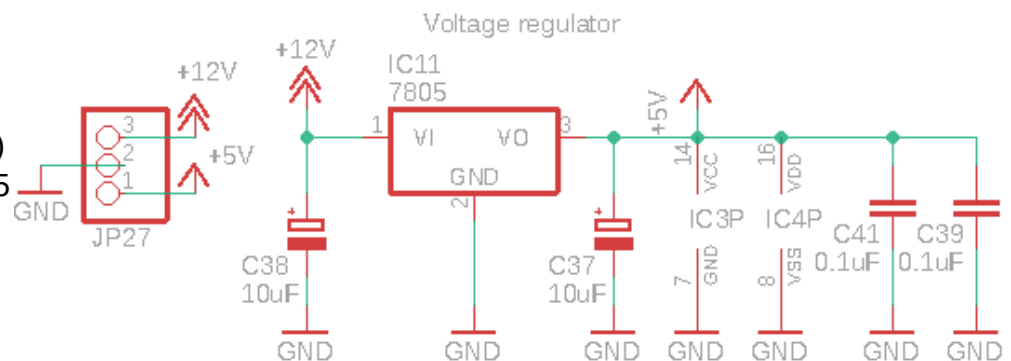 Voltage regulator
+12V
+5V
3
2
1
GND
JP27
)
5
+12V
IC11
7805
1
VI
VO
3
GND
2
GND
C38
10uF
GND
C37
10uF
GND
+5V
14
VCC
IC3P
7
GND
GND
16
VDD
IC4P
8
VSS
GND
C41
0.1uF
GND
C39
0.1uF
GND